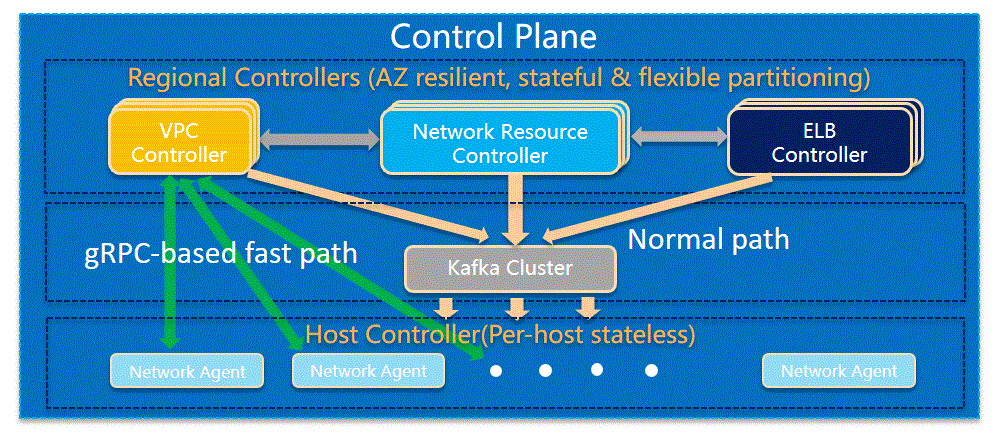 Control Plane
Regional Controllers (AZ resilient, stateful & flexible partitioning)
VPC
Controller
Network Resource
Controller
ELB
Controller
gRPC-based fast path
Normal path
Kafka Cluster
Host Controller(Per-host stateless)
Network Agent
Network Agent
Network Agent